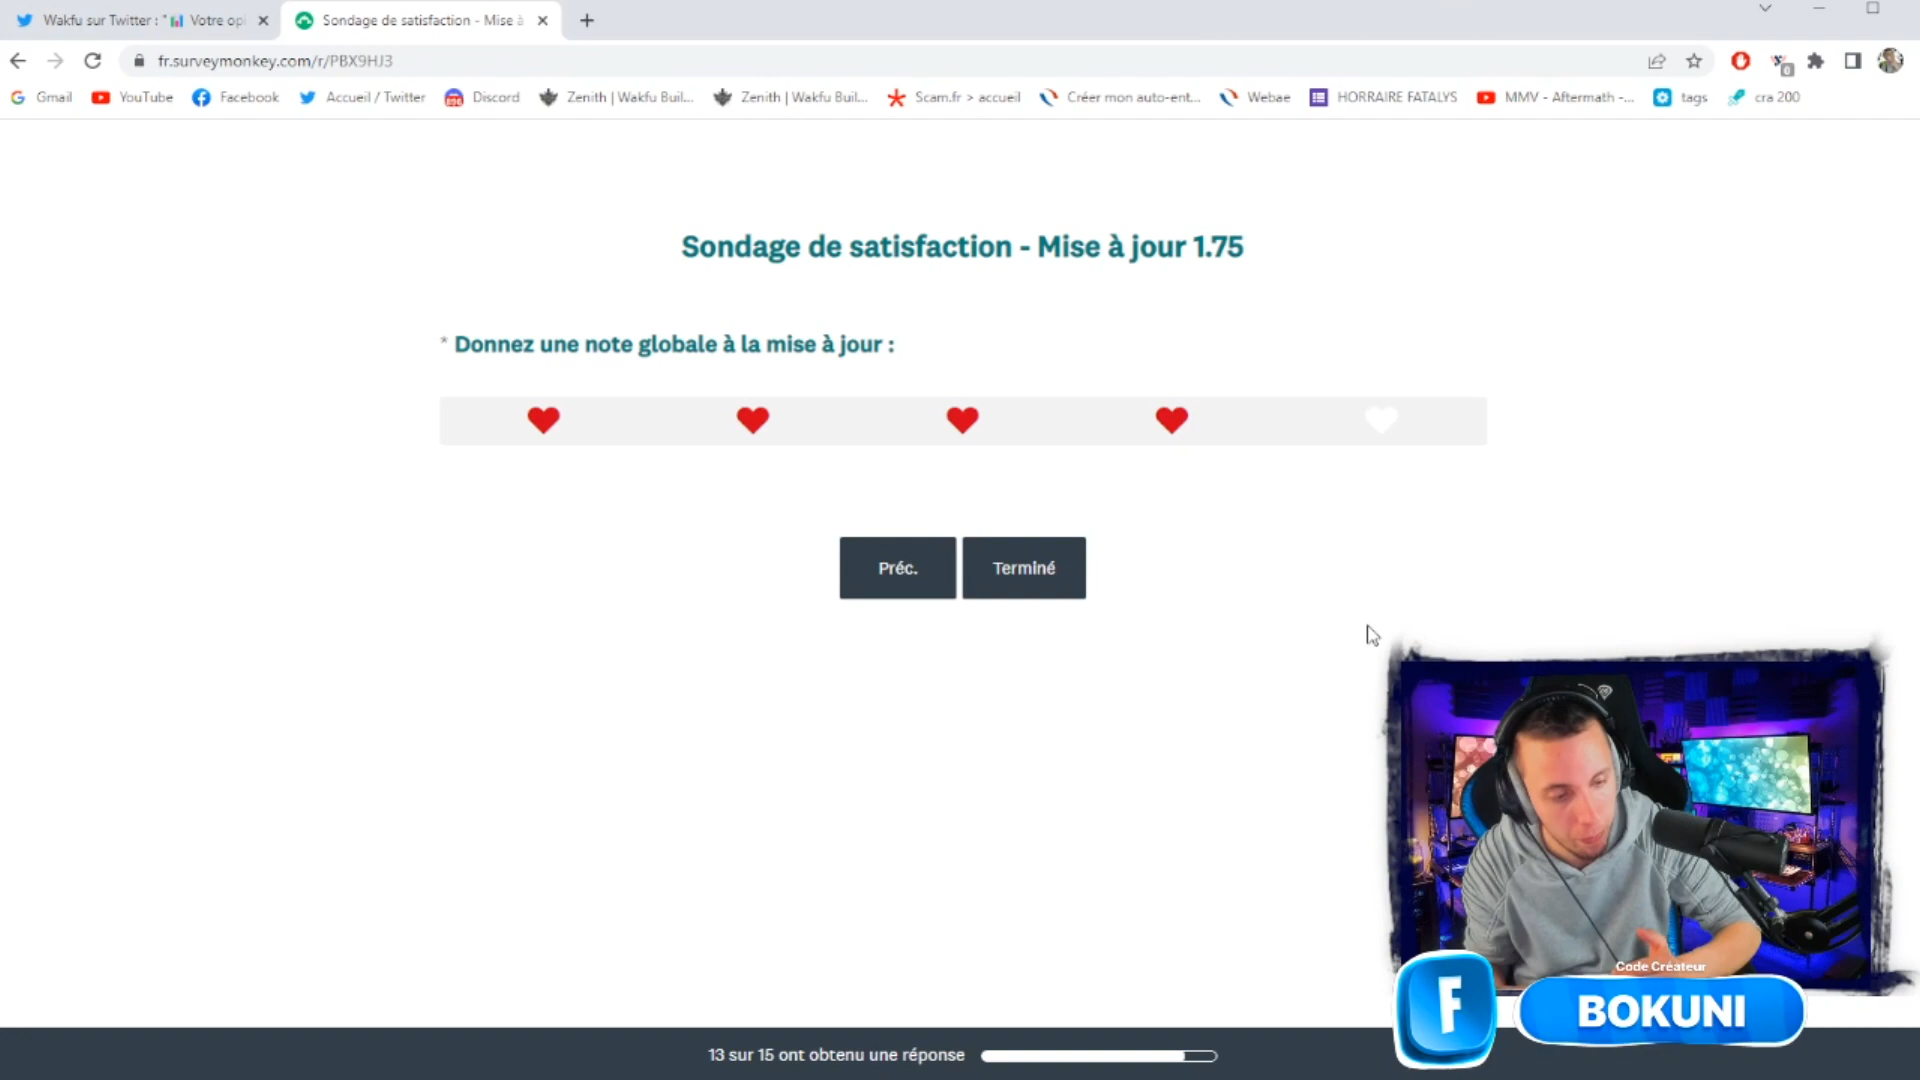 Wakfu sur Twitter : "📊 Votre opi
Sondage de satisfaction - Mise à
fr.surveymonkey.com/r/PBX9HJ3
Gmail
YouTube
Facebook
Accueil / Twitter
Discord
Zenith | Wakfu Buil...
Zenith | Wakfu Buil...
Scam.fr > accueil
Créer mon auto-ent...
Webae
HORRAIRE FATALYS
MMV - Aftermath -...
tags
cra 200
Sondage de satisfaction - Mise à jour 1.75
* Donnez une note globale à la mise à jour :
Préc.
Terminé
Code Créateur
F
BOKUNI
13 sur 15 ont obtenu une réponse